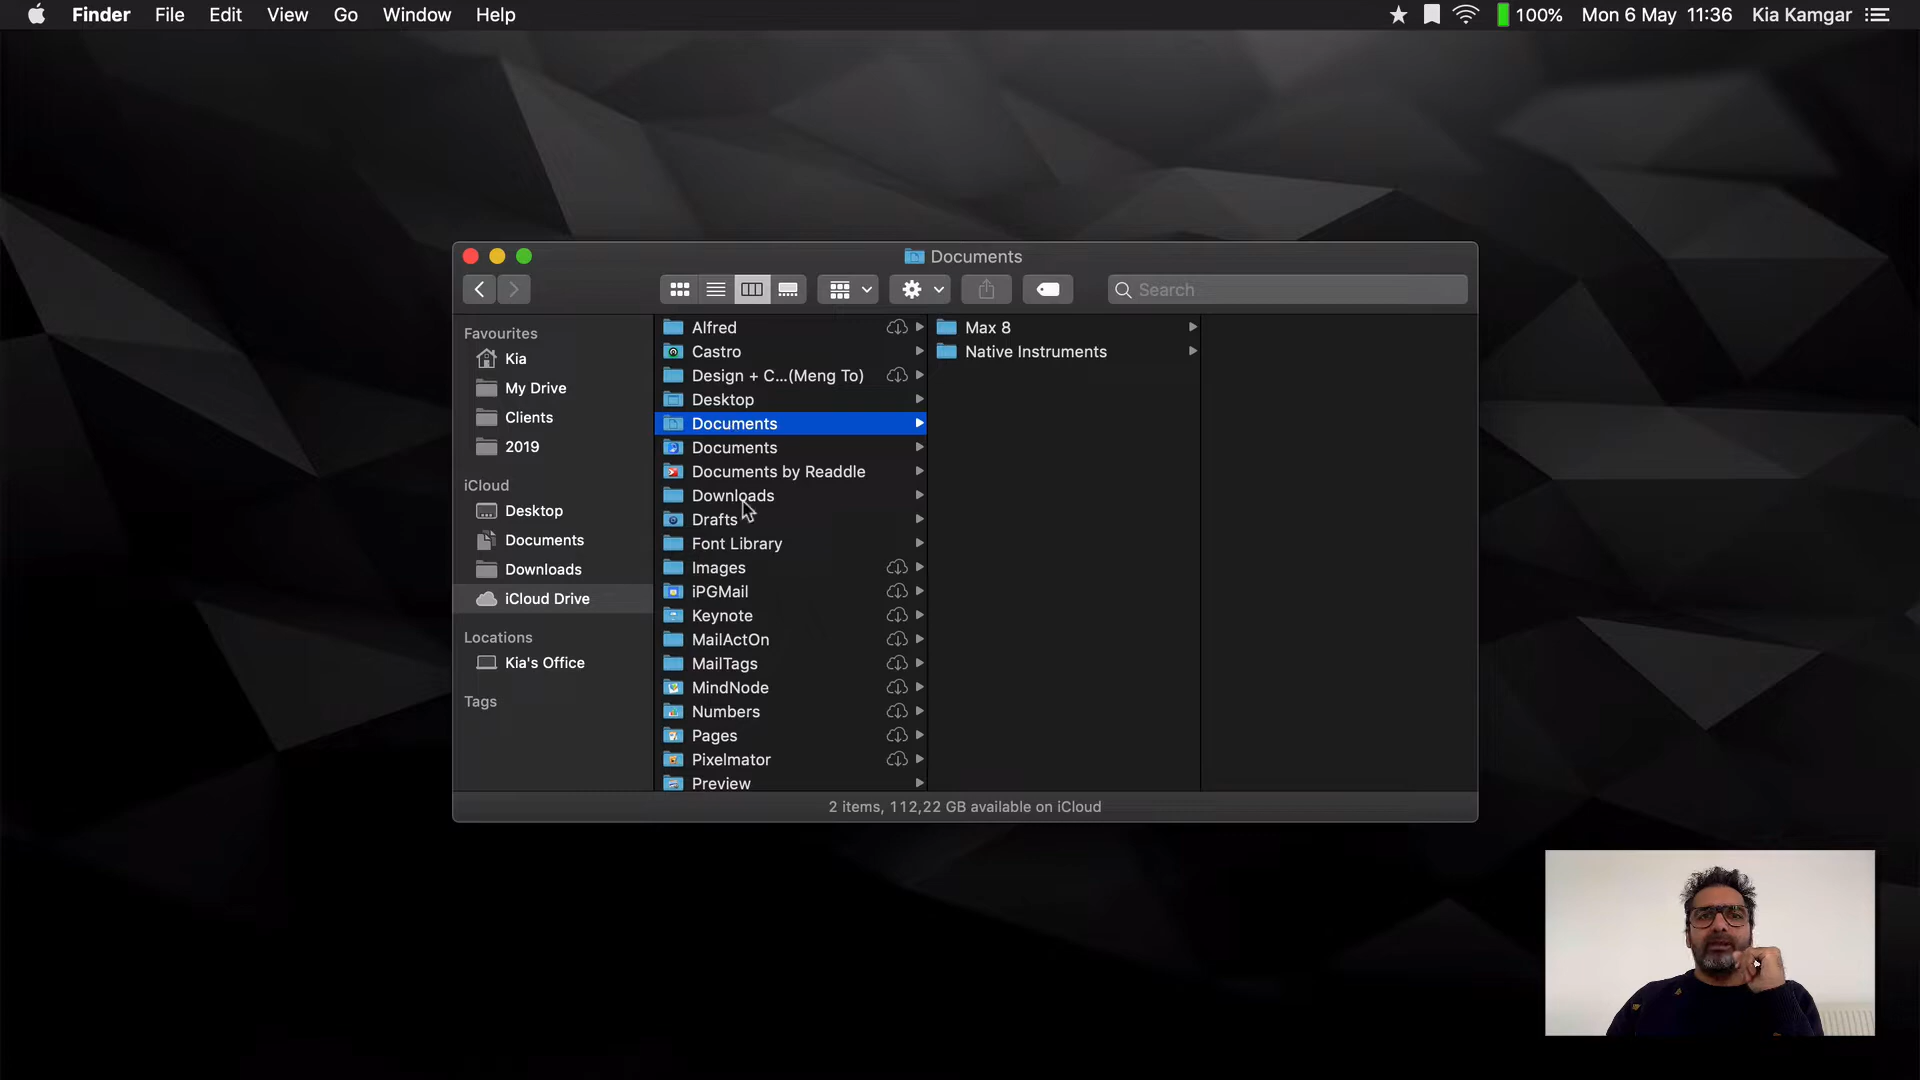 Finder File Edit View Go Window Help 100% Mon 6 May 11:36 Kia Kamgar
Documents
Search
Favourites
Kia
My Drive
Clients
2019
iCloud
Desktop
Documents
Downloads
iCloud Drive
Locations
Kia's Office
Tags
Alfred
Castro
Design + C...(Meng To)
Desktop
Documents
Documents
Documents by Readdle
Downloads
Drafts
Font Library
Images
iPGMail
Keynote
MailActOn
MailTags
MindNode
Numbers
Pages
Pixelmator
Preview
Max 8
Native Instruments
2 items, 112,22 GB available on iCloud